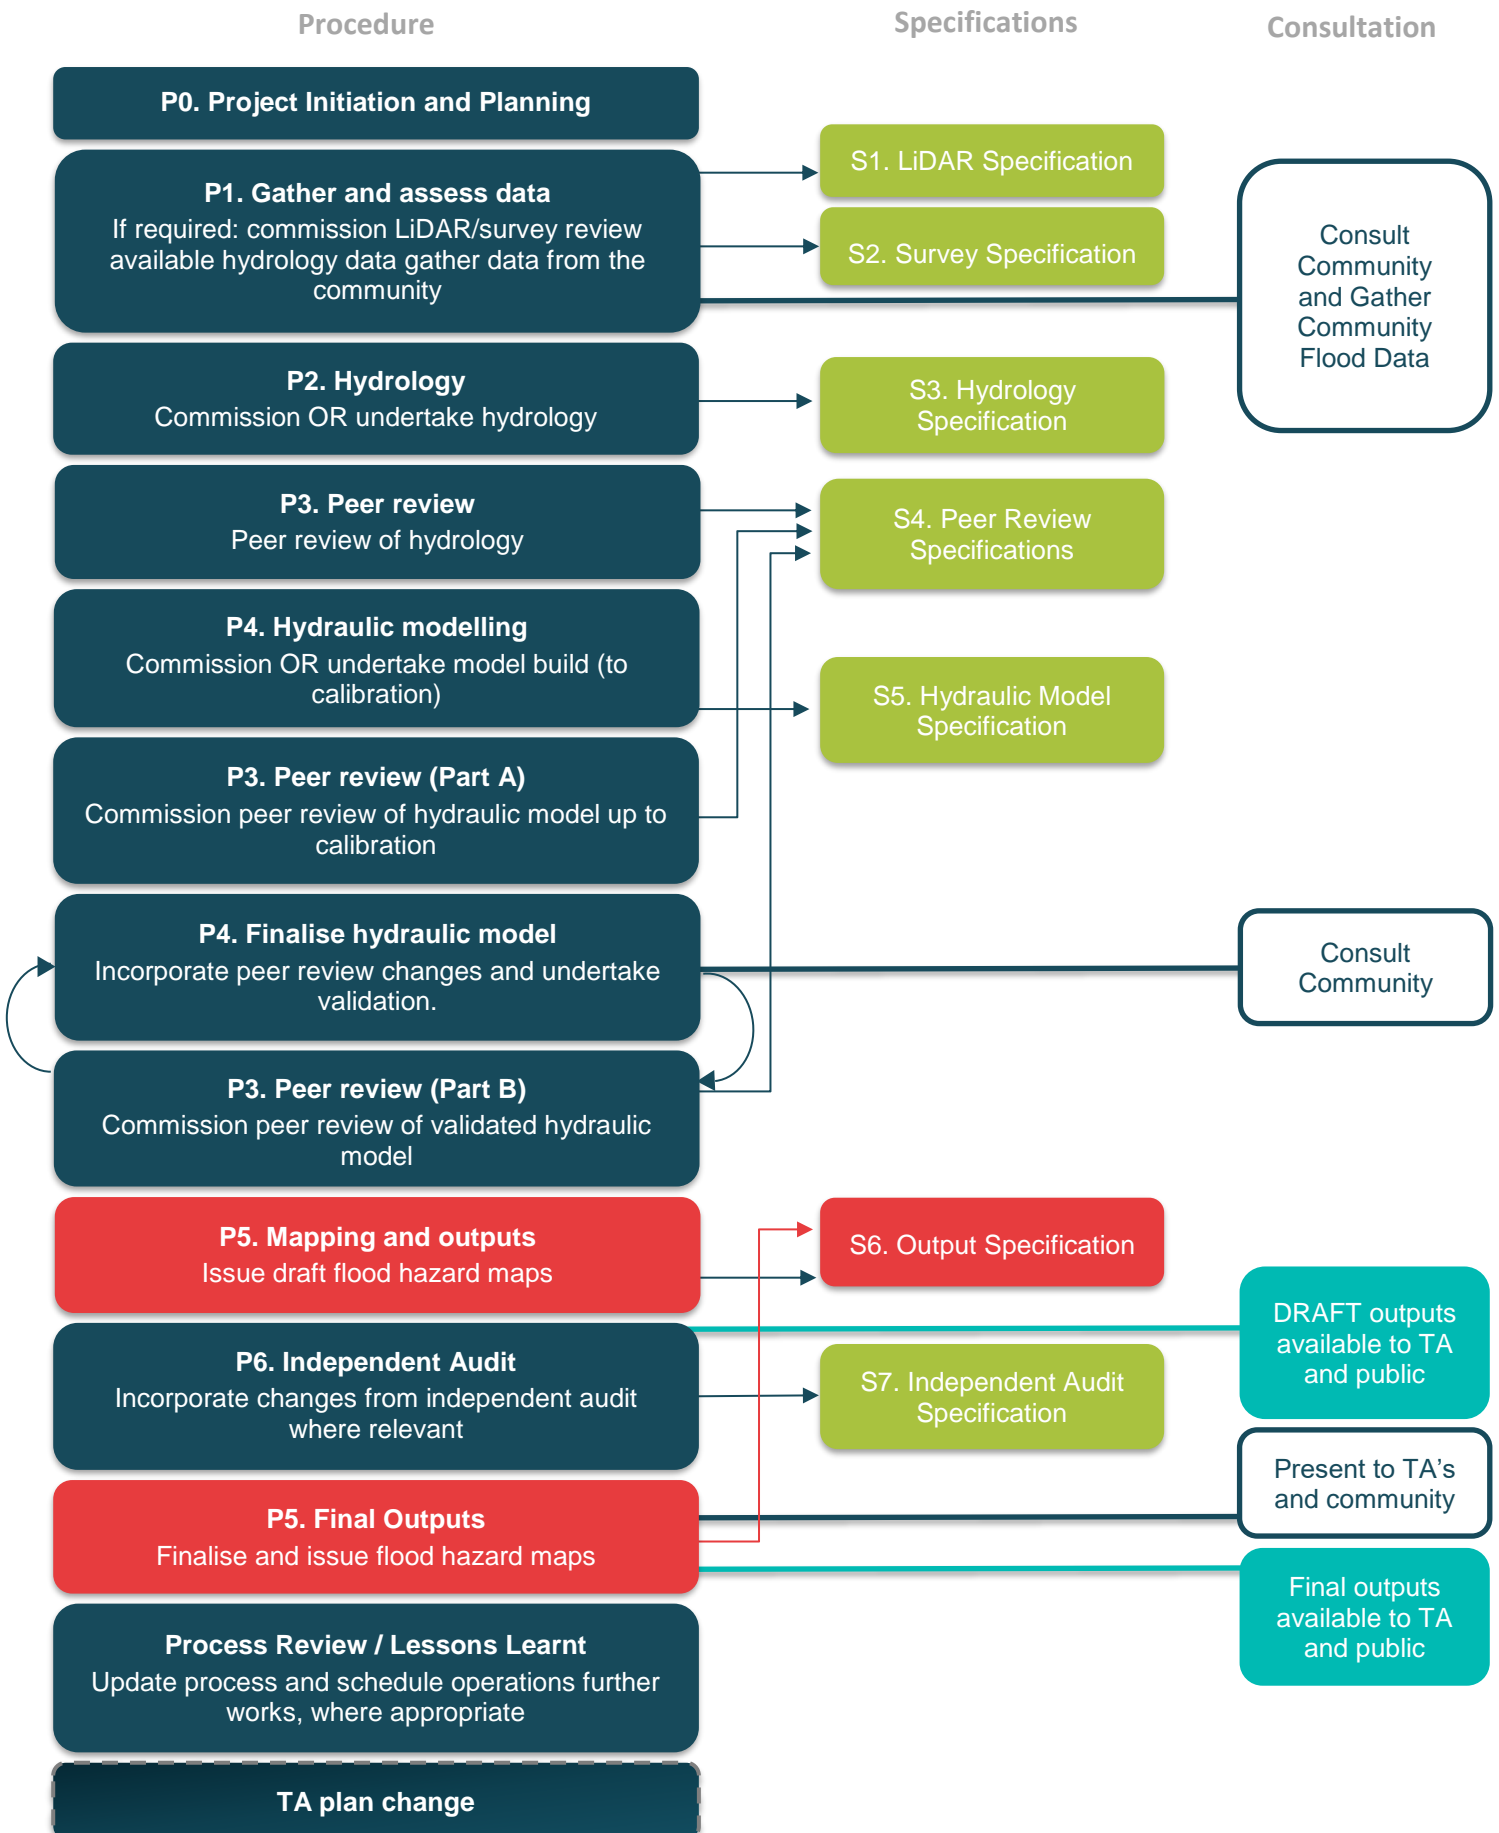 Procedure
Specifications
Consultation
P0. Project Initiation and Planning
P1. Gather and assess data
If required: commission LiDAR/survey review
available hydrology data gather data from the
community
S1. LiDAR Specification
S2. Survey Specification
Consult
Community
and Gather
Community
Flood Data
P2. Hydrology
Commission OR undertake hydrology
S3. Hydrology
Specification
P3. Peer review
Peer review of hydrology
S4. Peer Review
Specifications
P4. Hydraulic modelling
Commission OR undertake model build (to
calibration)
S5. Hydraulic Model
Specification
P3. Peer review (Part A)
Commission peer review of hydraulic model up to
calibration
P4. Finalise hydraulic model
Incorporate peer review changes and undertake
validation.
Consult
Community
P3. Peer review (Part B)
Commission peer review of validated hydraulic
model
P5. Mapping and outputs
Issue draft flood hazard maps
S6. Output Specification
DRAFT outputs
available to TA
and public
P6. Independent Audit
Incorporate changes from independent audit
where relevant
S7. Independent Audit
Specification
Present to TA's
and community
P5. Final Outputs
Finalise and issue flood hazard maps
Final outputs
available to TA
and public
Process Review / Lessons Learnt
Update process and schedule operations further
works, where appropriate
TA plan change